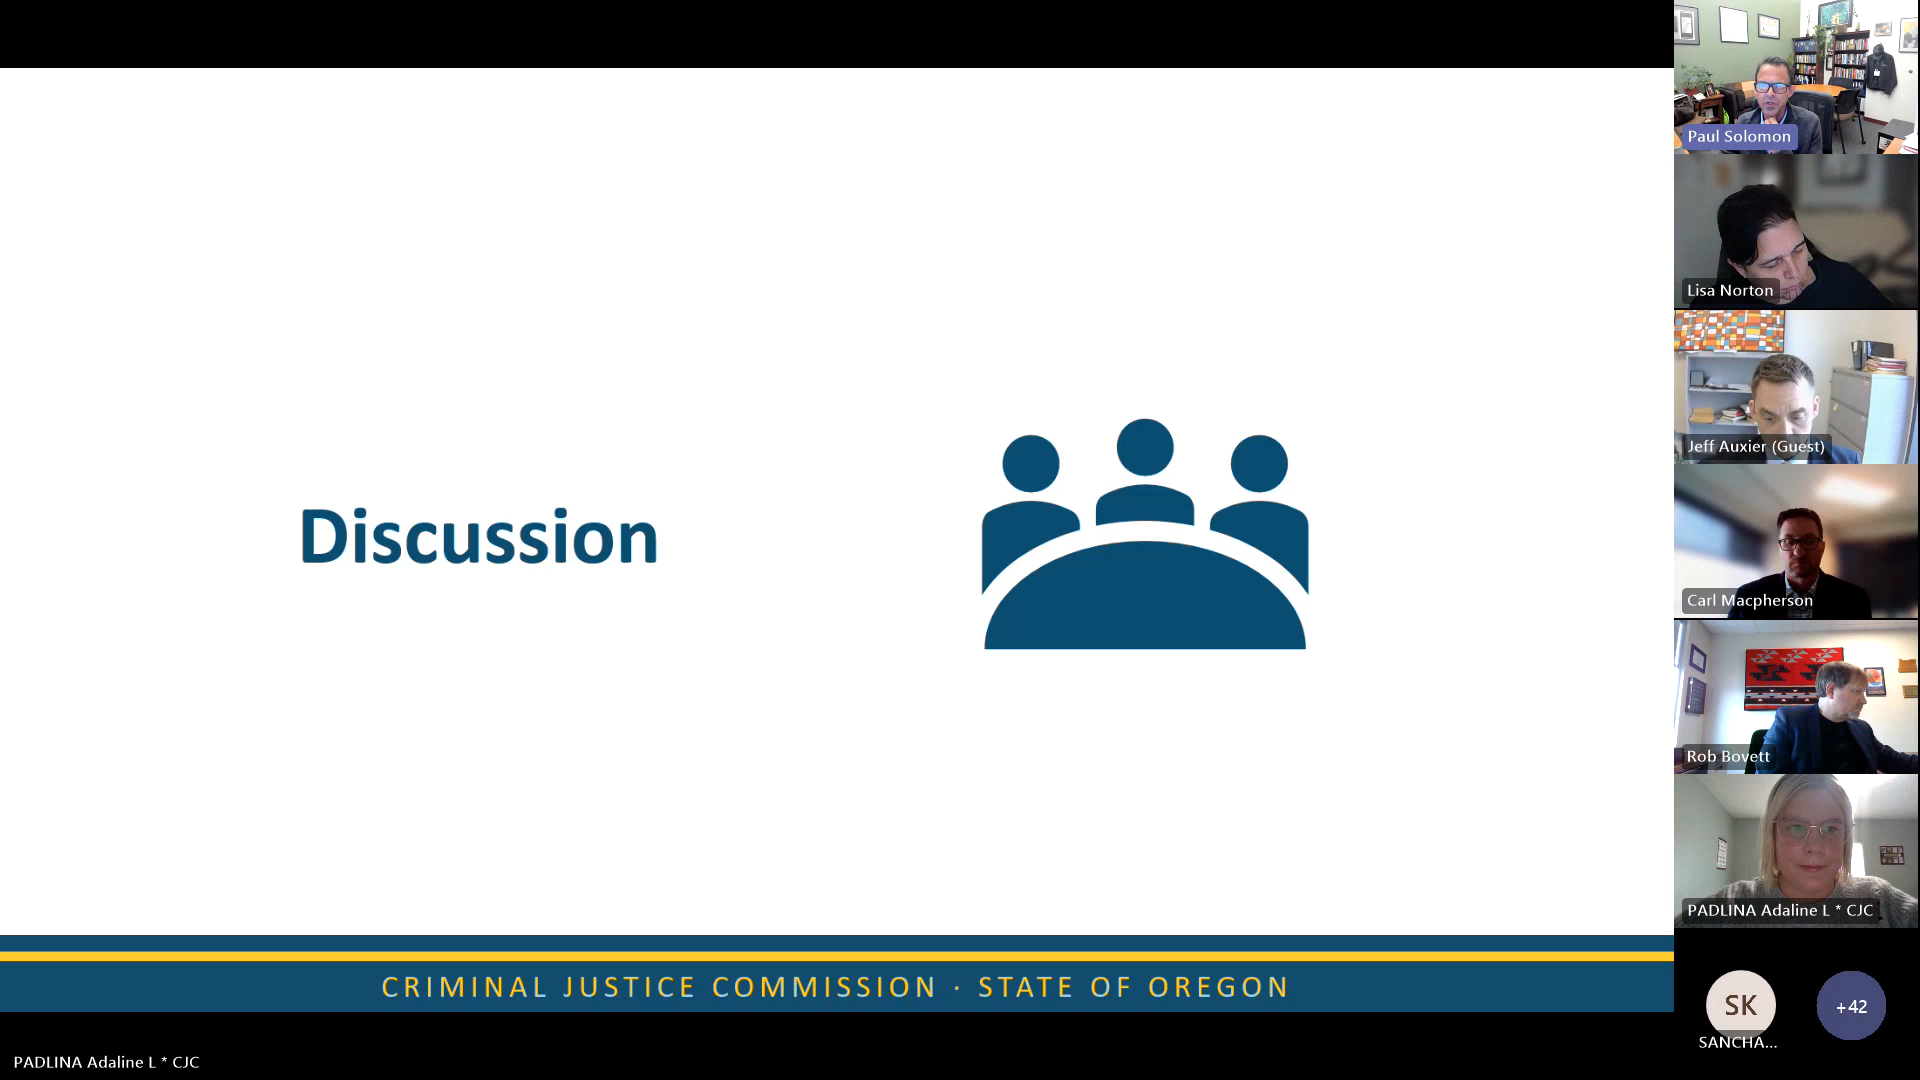 Discussion
CRIMINAL JUSTICE COMMISSION · STATE OF OREGON
PADLINA Adaline L * CJC
Paul Solomon
Lisa Norton
Jeff Auxier (Guest)
Carl Macpherson
Rob Bovett
PADLINA Adaline L * CJC
SK
SANCHA...
+42